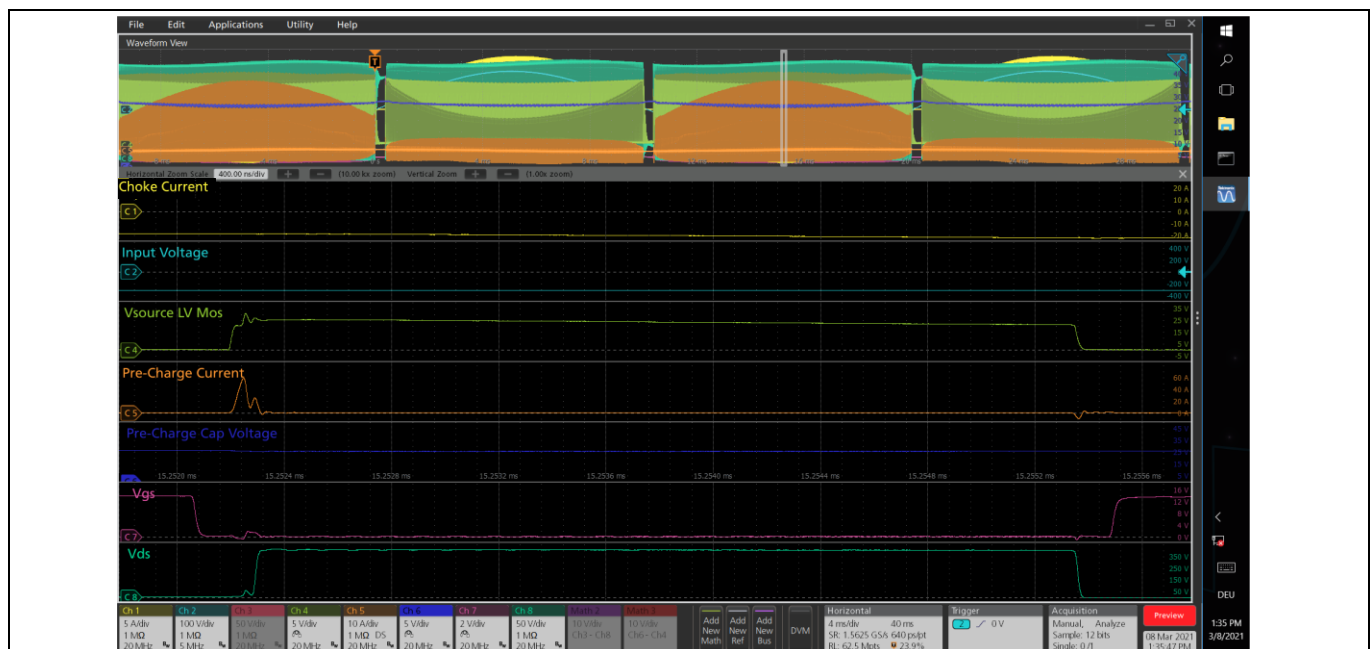 File Edit Applications Utility Help
Waveform View
T
Horizontal Zoom Scale 400.00 ns/div + − (10.00 kx zoom) Vertical Zoom + − (1.00x zoom)
Choke Current
20 A
10 A
C 1 0 A
-10 A
-20 A
Input Voltage
400 V
200 V
C 2
-200 V
-400 V
Vsource LV Mos
35 V
25 V
15 V
5 V
C 4
-5 V
Pre-Charge Current
60 A
40 A
20 A
C 5 0 A
Pre-Charge Cap Voltage
15.2520 ms 15.2524 ms 15.2528 ms 15.2532 ms 15.2536 ms 15.2540 ms 15.2544 ms 15.2548 ms 15.2552 ms 15.2556 ms
Vgs
16 V
12 V
8 V
4 V
C 7 0 V
Vds
350 V
250 V
150 V
50 V
C 8
Ch 1 Ch 2 Ch 3 Ch 4 Ch 5 Ch 6 Ch 7 Ch 8 Math 2 Math 3 Horizontal Trigger Acquisition Preview
5 A/div 100 V/div 50 V/div 5 V/div 10 A/div 5 V/div 2 V/div 50 V/div 10 V/div 10 V/div Add Add Add DVM 4 ms/div 40 ms 2 0 V Manual, Analyze
1 MΩ 1 MΩ 1 MΩ 1 MΩ DS 1 MΩ Ch3 - Ch8 Ch6 - Ch4 New New New SR: 1.5625 GS/s 640 ps/pt Sample: 12 bits 08 Mar 2021
20 MHz 5 MHz 20 MHz 20 MHz 20 MHz 20 MHz 20 MHz 20 MHz Math Ref Bus RL: 62.5 Mpts 23.9% Single: 0 /1 1:35:47 PM
DEU
1:35 PM
3/8/2021